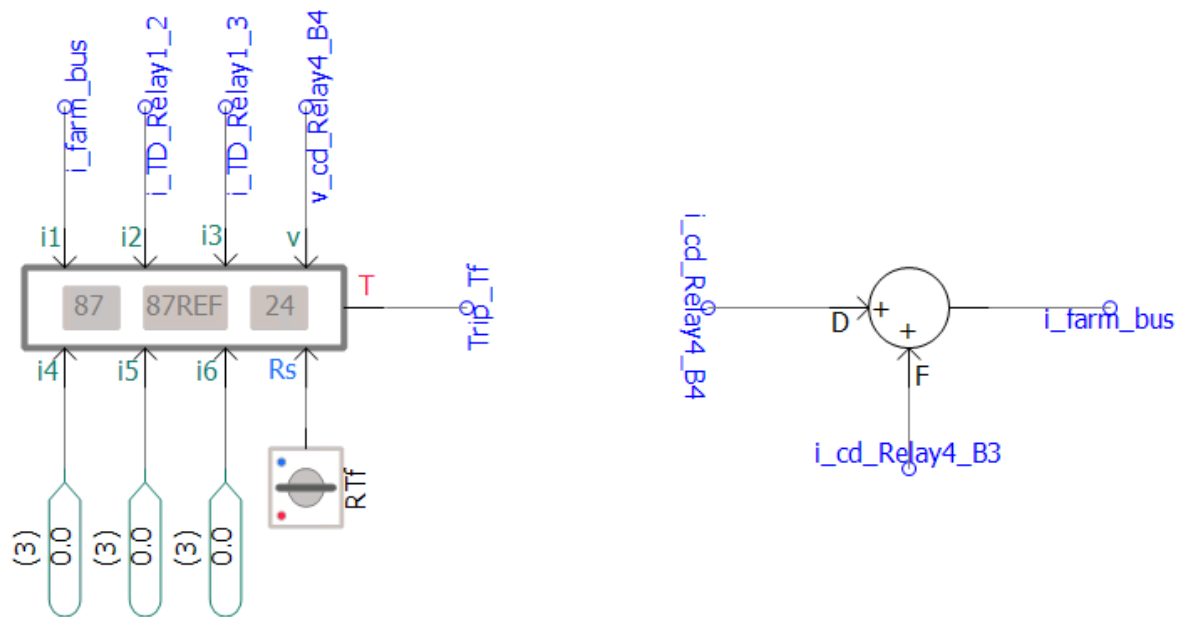 i_farm_bus
i_TD_Relay1_2
i_TD_Relay1_3
v_cd_Relay4_B4
i1
i2
i3
v
87
87REF
24
T
Trip_Tf
i4
i5
i6
Rs
(3)
0.0
(3)
0.0
(3)
0.0
RTf
i_cd_Relay4_B4
D
+
+
F
i_farm_bus
i_cd_Relay4_B3